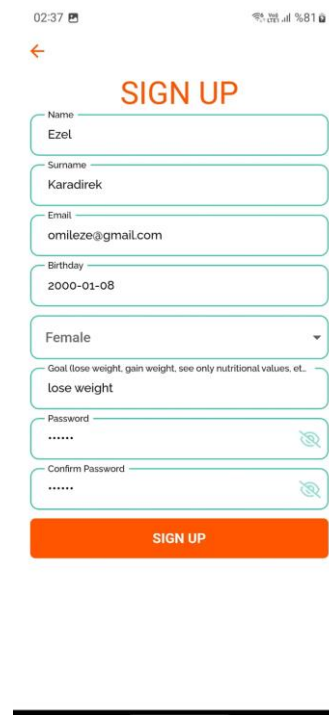 02:37 %81
SIGN UP
Name
Ezel
Surname
Karadirek
Email
omileze@gmail.com
Birthday
2000-01-08
Female
Goal (lose weight, gain weight, see only nutritional values, et..
lose weight
Password
••••••
Confirm Password
••••••
SIGN UP